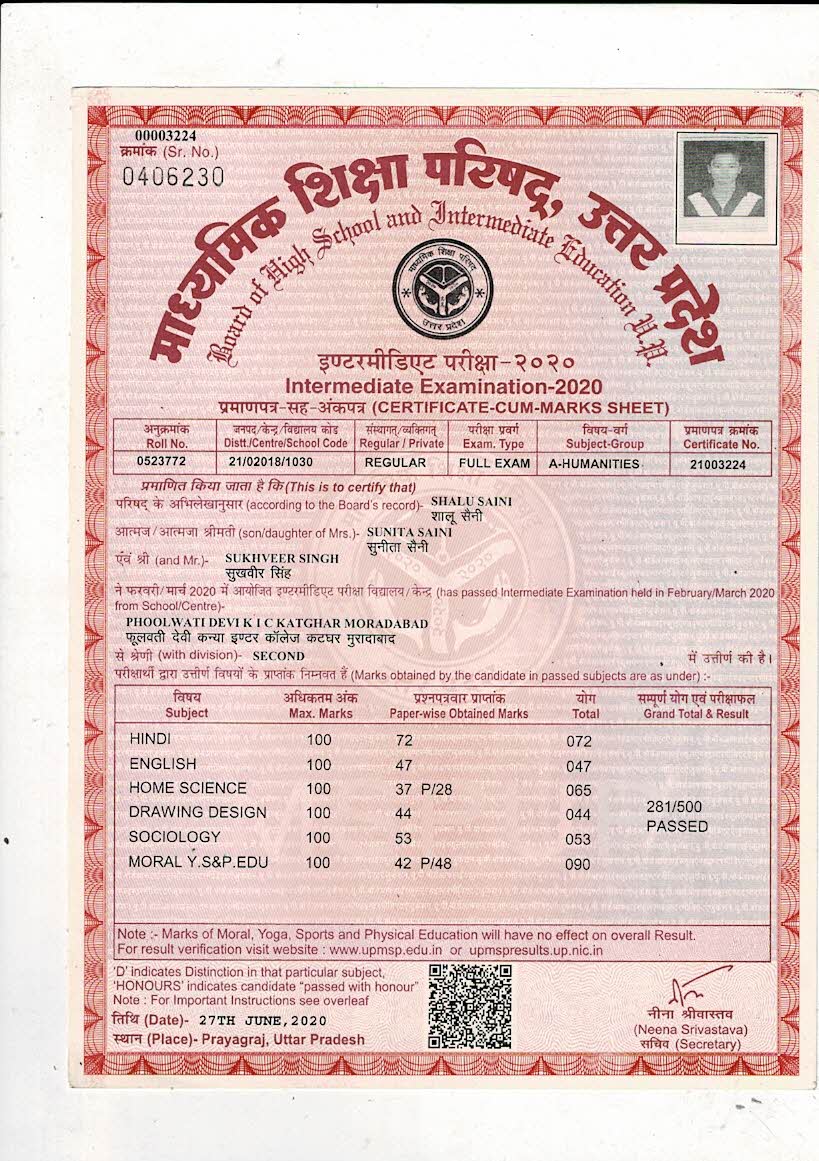 00003224
क्रमांक (Sr. No.)
0406230
माध्यमिक शिक्षा परिषद्, उत्तर प्रदेश
Board of High School and Intermediate Education U.P.
माध्यमिक शिक्षा परिषद
उत्तर प्रदेश
इण्टरमीडिएट परीक्षा-२०२०
Intermediate Examination-2020
प्रमाणपत्र-सह-अंकपत्र (CERTIFICATE-CUM-MARKS SHEET)
अनुक्रमांक जनपद/केन्द्र/विद्यालय कोड संस्थागत/व्यक्तिगत परीक्षा प्रवर्ग विषय-वर्ग प्रमाणपत्र क्रमांक
Roll No. Distt./Centre/School Code Regular / Private Exam. Type Subject-Group Certificate No.
0523772 21/02018/1030 REGULAR FULL EXAM A-HUMANITIES 21003224
प्रमाणित किया जाता है कि (This is to certify that)
परिषद् के अभिलेखानुसार (according to the Board's record)- SHALU SAINI
शालू सैनी
आत्मज/आत्मजा श्रीमती (son/daughter of Mrs.)- SUNITA SAINI
सुनीता सैनी
एवं श्री (and Mr.)- SUKHVEER SINGH
सुखवीर सिंह
ने फरवरी/मार्च 2020 में आयोजित इण्टरमीडिएट परीक्षा विद्यालय/केन्द्र (has passed Intermediate Examination held in February/March 2020
from School/Centre)-
PHOOLWATI DEVI K I C KATGHAR MORADABAD
फूलवती देवी कन्या इण्टर कॉलेज कटघर मुरादाबाद
से श्रेणी (with division)- SECOND में उत्तीर्ण की है।
परीक्षार्थी द्वारा उत्तीर्ण विषयों के प्राप्तांक निम्नवत हैं (Marks obtained by the candidate in passed subjects are as under) :-
विषय अधिकतम अंक प्रश्नपत्रवार प्राप्तांक योग सम्पूर्ण योग एवं परीक्षाफल
Subject Max. Marks Paper-wise Obtained Marks Total Grand Total & Result
HINDI 100 72 072
ENGLISH 100 47 047
HOME SCIENCE 100 37 P/28 065
DRAWING DESIGN 100 44 044 281/500
PASSED
SOCIOLOGY 100 53 053
MORAL Y.S&P.EDU 100 42 P/48 090
Note :- Marks of Moral, Yoga, Sports and Physical Education will have no effect on overall Result.
For result verification visit website : www.upmsp.edu.in or upmspresults.up.nic.in
'D' indicates Distinction in that particular subject,
'HONOURS' indicates candidate "passed with honour"
Note : For Important Instructions see overleaf
तिथि (Date)- 27TH JUNE,2020
स्थान (Place)- Prayagraj, Uttar Pradesh
नीना श्रीवास्तव
(Neena Srivastava)
सचिव (Secretary)